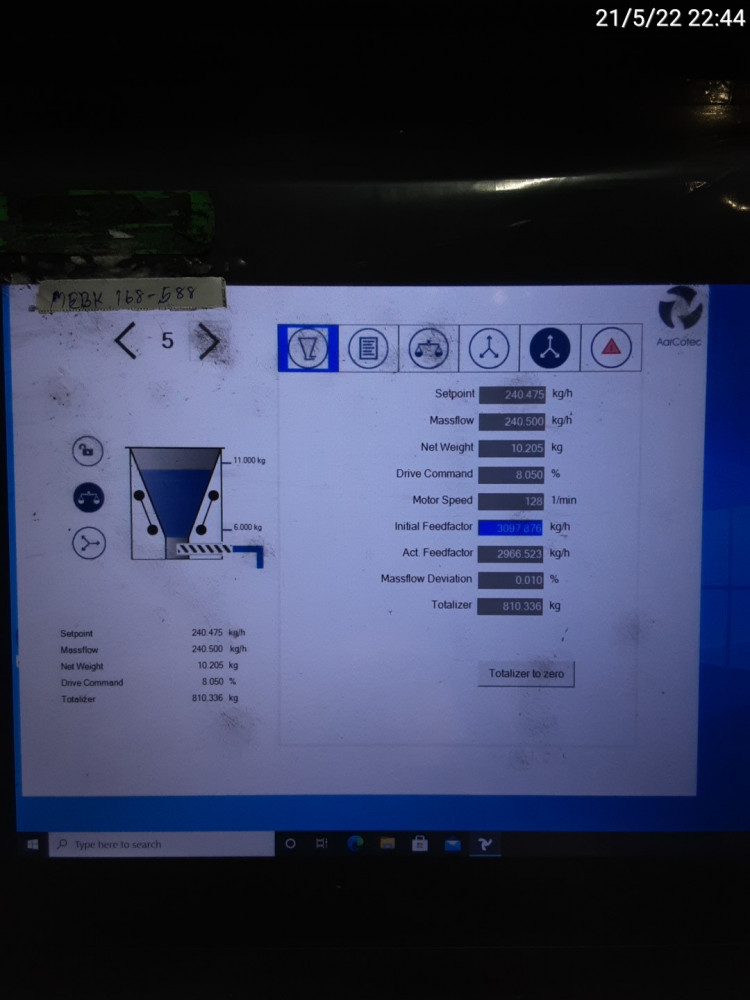 21/5/22 22:44
MEBK 168-588
5
AarCotec
Setpoint 240.475 kg/h
Massflow 240.500 kg/h
Net Weight 10.205 kg
Drive Command 8.050 %
Motor Speed 128 1/min
Initial Feedfactor 3097.876 kg/h
Act. Feedfactor 2966.523 kg/h
Massflow Deviation 0.010 %
Totalizer 810.336 kg
Totalizer to zero
11.000 kg
6.000 kg
Setpoint 240.475 kg/h
Massflow 240.500 kg/h
Net Weight 10.205 kg
Drive Command 8.050 %
Totalizer 810.336 kg
Type here to search